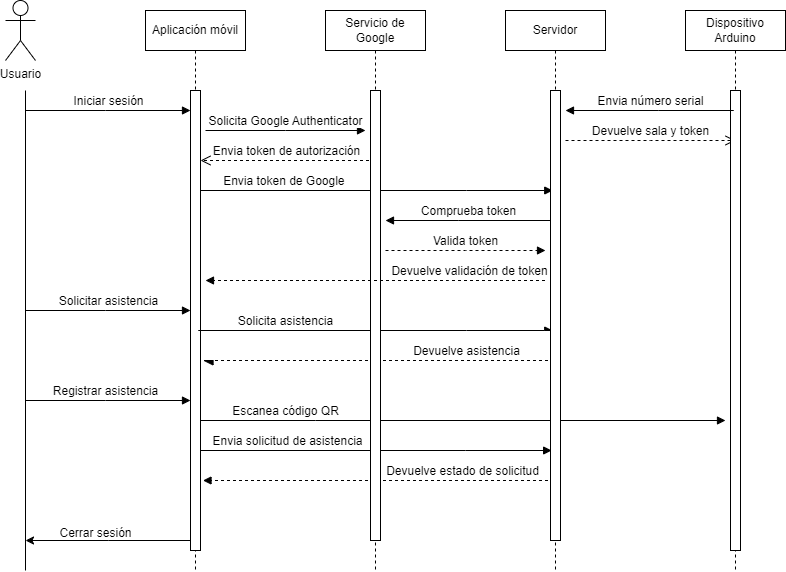 Usuario
Aplicación móvil
Servicio de
Google
Servidor
Dispositivo
Arduino
Iniciar sesión
Envia número serial
Solicita Google Authenticator
Devuelve sala y token
Envia token de autorización
Envia token de Google
Comprueba token
Valida token
Devuelve validación de token
Solicitar asistencia
Solicita asistencia
Devuelve asistencia
Registrar asistencia
Escanea código QR
Envia solicitud de asistencia
Devuelve estado de solicitud
Cerrar sesión